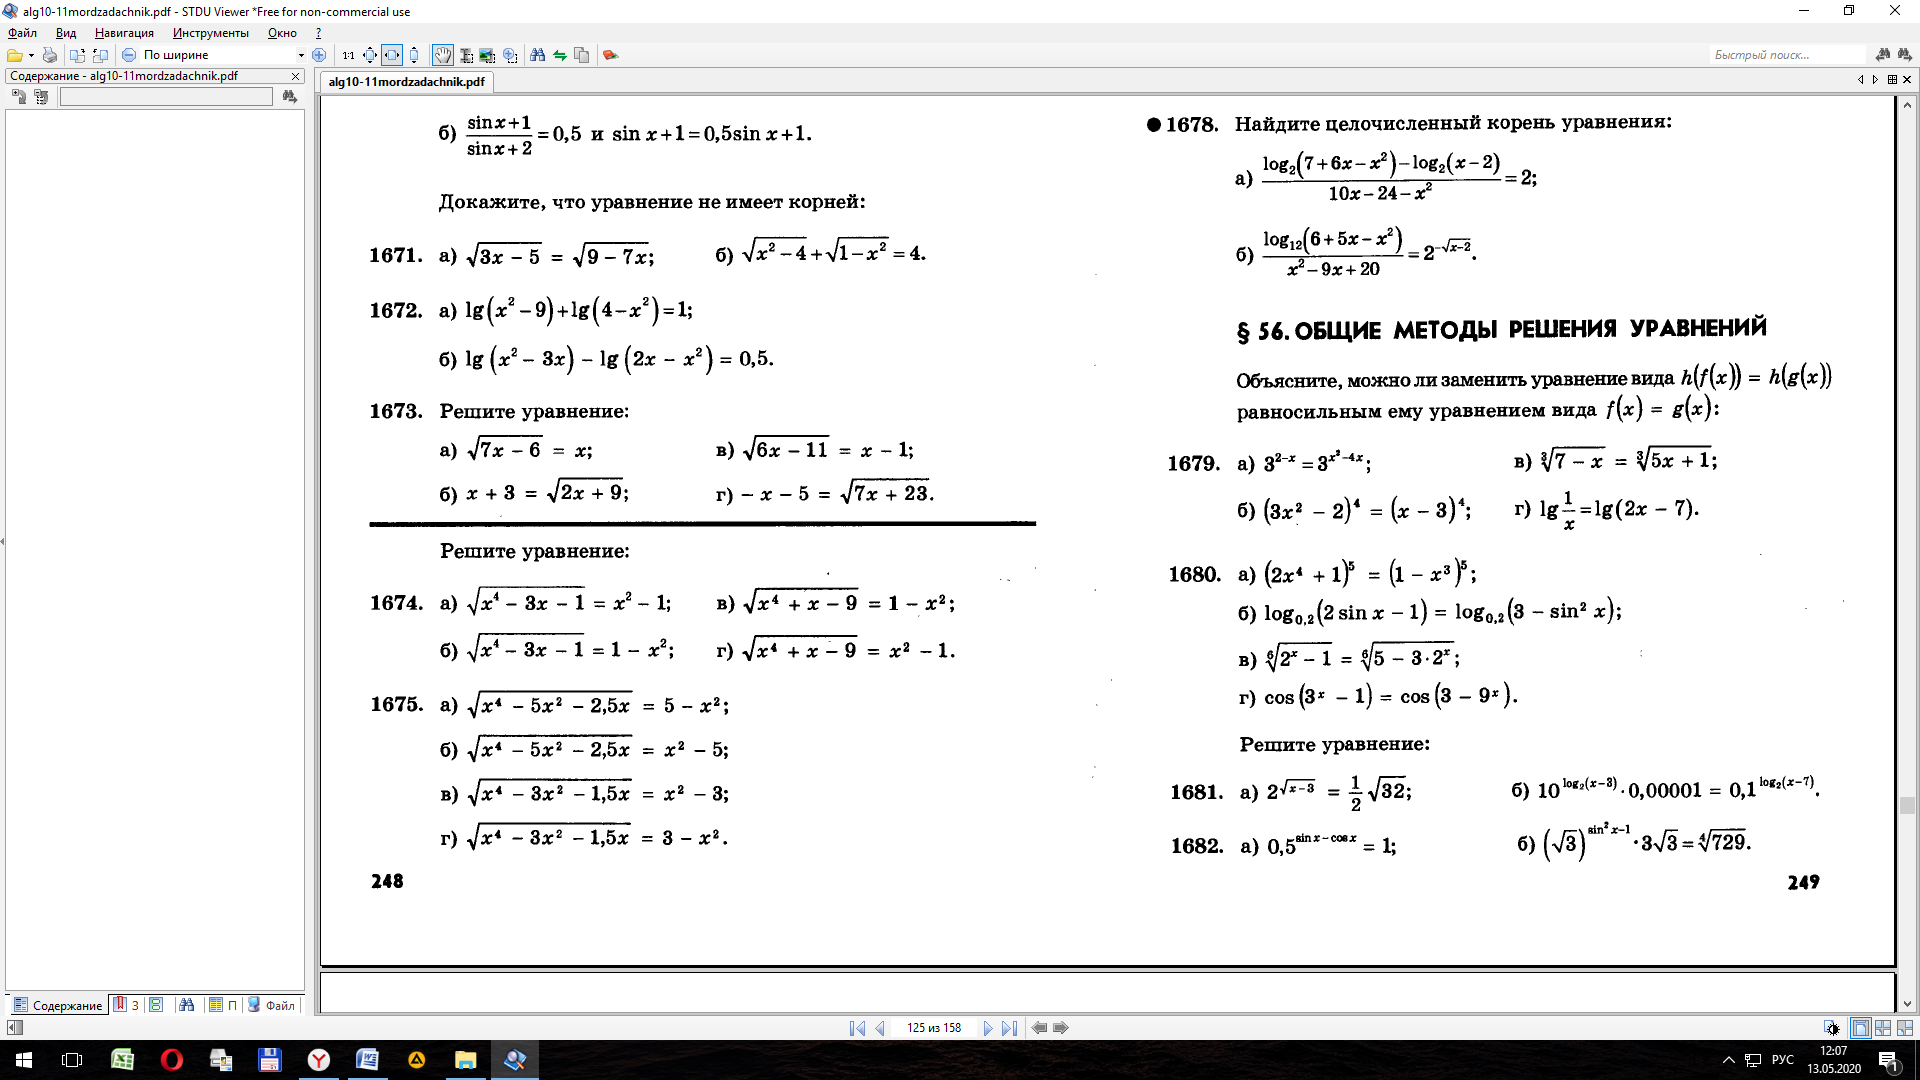 alg10-11mordzadachnik.pdf - STDU Viewer *Free for non-commercial use
Файл Вид Навигация Инструменты Окно ?
По ширине
1:1
Быстрый поиск...
Содержание - alg10-11mordzadachnik.pdf
alg10-11mordzadachnik.pdf
б) (sin x + 1)/(sin x + 2) = 0,5 и sin x + 1 = 0,5sin x + 1.
Докажите, что уравнение не имеет корней:
1671. а) √(3x − 5) = √(9 − 7x); б) √(x² − 4) + √(1 − x²) = 4.
1672. а) lg(x² − 9) + lg(4 − x²) = 1;
б) lg(x² − 3x) − lg(2x − x²) = 0,5.
1673. Решите уравнение:
а) √(7x − 6) = x; в) √(6x − 11) = x − 1;
б) x + 3 = √(2x + 9); г) − x − 5 = √(7x + 23).
Решите уравнение:
1674. а) √(x⁴ − 3x − 1) = x² − 1; в) √(x⁴ + x − 9) = 1 − x²;
б) √(x⁴ − 3x − 1) = 1 − x²; г) √(x⁴ + x − 9) = x² − 1.
1675. а) √(x⁴ − 5x² − 2,5x) = 5 − x²;
б) √(x⁴ − 5x² − 2,5x) = x² − 5;
в) √(x⁴ − 3x² − 1,5x) = x² − 3;
г) √(x⁴ − 3x² − 1,5x) = 3 − x².
248
● 1678. Найдите целочисленный корень уравнения:
а) (log₂(7 + 6x − x²) − log₂(x − 2))/(10x − 24 − x²) = 2;
б) log₁₂(6 + 5x − x²)/(x² − 9x + 20) = 2^(−√(x−2)).
§ 56. ОБЩИЕ МЕТОДЫ РЕШЕНИЯ УРАВНЕНИЙ
Объясните, можно ли заменить уравнение вида h(f(x)) = h(g(x))
равносильным ему уравнением вида f(x) = g(x):
1679. а) 3^(2−x) = 3^(x²−4x); в) ∛(7 − x) = ∛(5x + 1);
б) (3x² − 2)⁴ = (x − 3)⁴; г) lg 1/x = lg(2x − 7).
1680. а) (2x⁴ + 1)⁵ = (1 − x³)⁵;
б) log₀,₂(2 sin x − 1) = log₀,₂(3 − sin² x);
в) ⁶√(2ˣ − 1) = ⁶√(5 − 3·2ˣ);
г) cos(3ˣ − 1) = cos(3 − 9ˣ).
Решите уравнение:
1681. а) 2^√(x−3) = 1/2 √32; б) 10^(log₂(x−3)) · 0,00001 = 0,1^(log₂(x−7)).
1682. а) 0,5^(sin x − cos x) = 1; б) (√3)^(sin² x−1) · 3√3 = ∜729.
249
Содержание З П Файл
125 из 158
РУС
12:07
13.05.2020
1